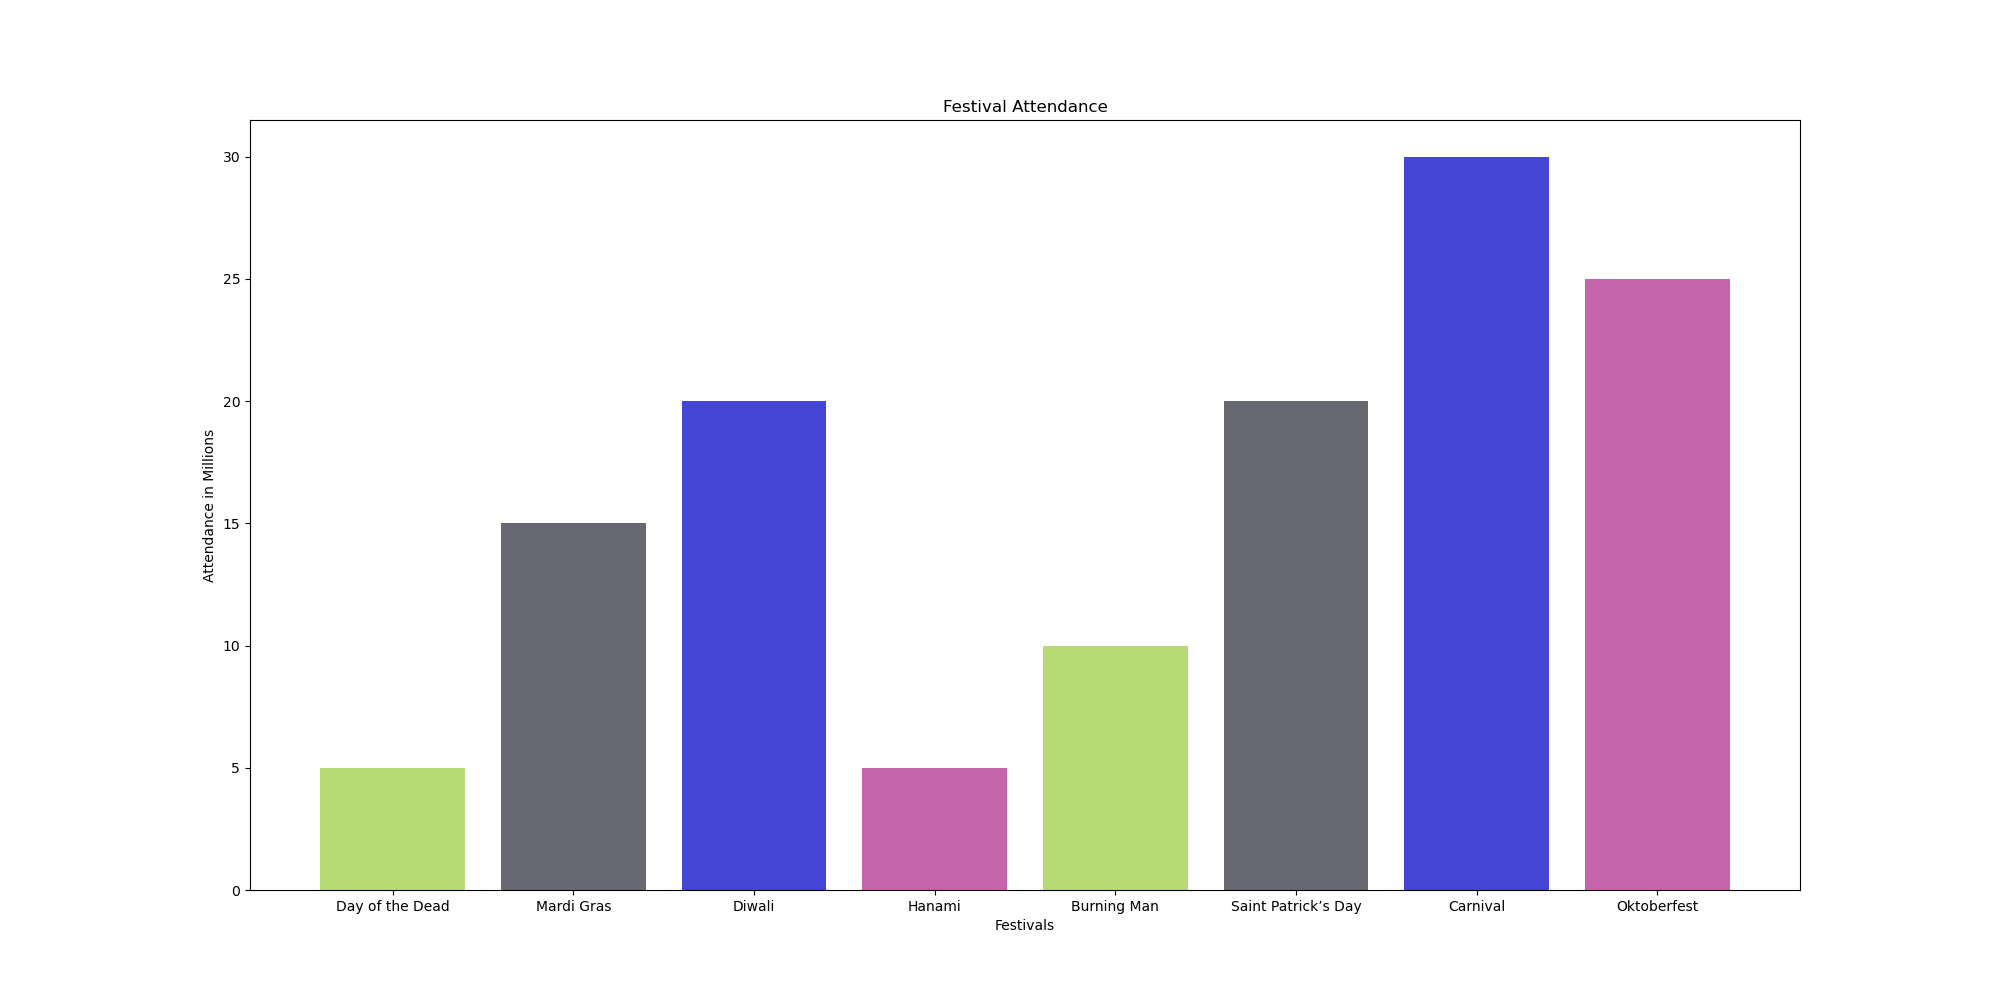 Festival Attendance
30
25
20
15
10
5
0
Attendance in Millions
Day of the Dead
Mardi Gras
Diwali
Hanami
Burning Man
Saint Patrick’s Day
Carnival
Oktoberfest
Festivals